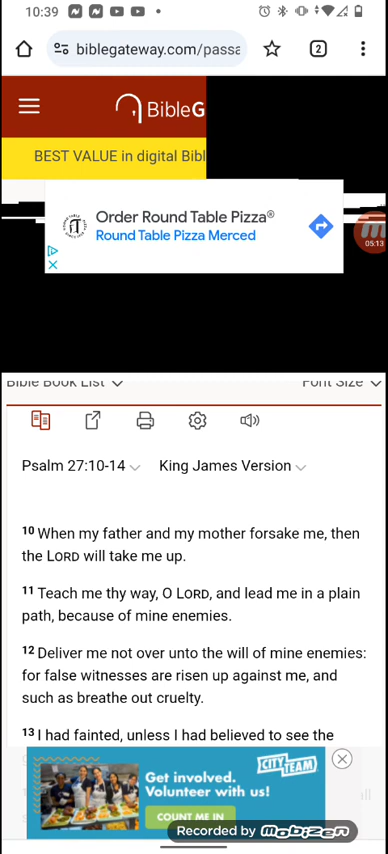 10:39
biblegateway.com/passa
2
BibleG
BEST VALUE in digital Bibl
Order Round Table Pizza®
Round Table Pizza Merced
05:13
Bible Book List
Font Size
Psalm 27:10-14 King James Version
10 When my father and my mother forsake me, then
the LORD will take me up.
11 Teach me thy way, O LORD, and lead me in a plain
path, because of mine enemies.
12 Deliver me not over unto the will of mine enemies:
for false witnesses are risen up against me, and
such as breathe out cruelty.
13 I had fainted, unless I had believed to see the
CITY TEAM
Get involved.
Volunteer with us!
COUNT ME IN
Recorded by mobizen